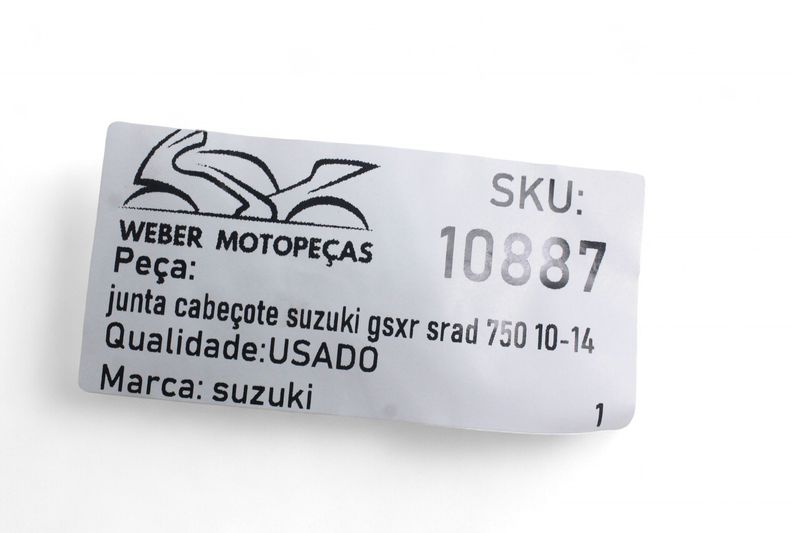 WEBER MOTOPEÇAS
SKU:
10887
Peça:
junta cabeçote suzuki gsxr srad 750 10-14
Qualidade:USADO
Marca: suzuki
1